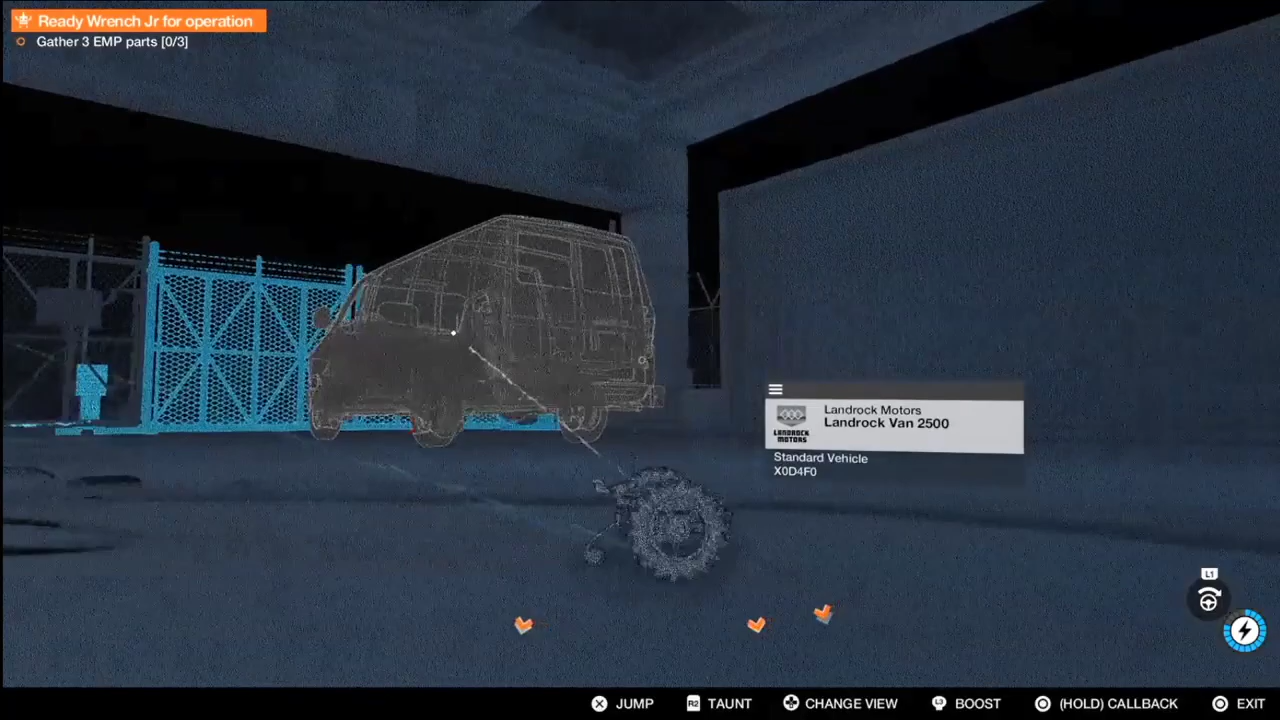 Ready Wrench Jr for operation
Gather 3 EMP parts [0/3]
Landrock Motors
Landrock Van 2500
LANDROCK
MOTORS
Standard Vehicle
X0D4F0
L1
JUMP
R2 TAUNT
CHANGE VIEW
L3 BOOST
(HOLD) CALLBACK
EXIT